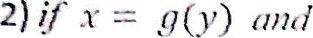 2) if x = g(y) and